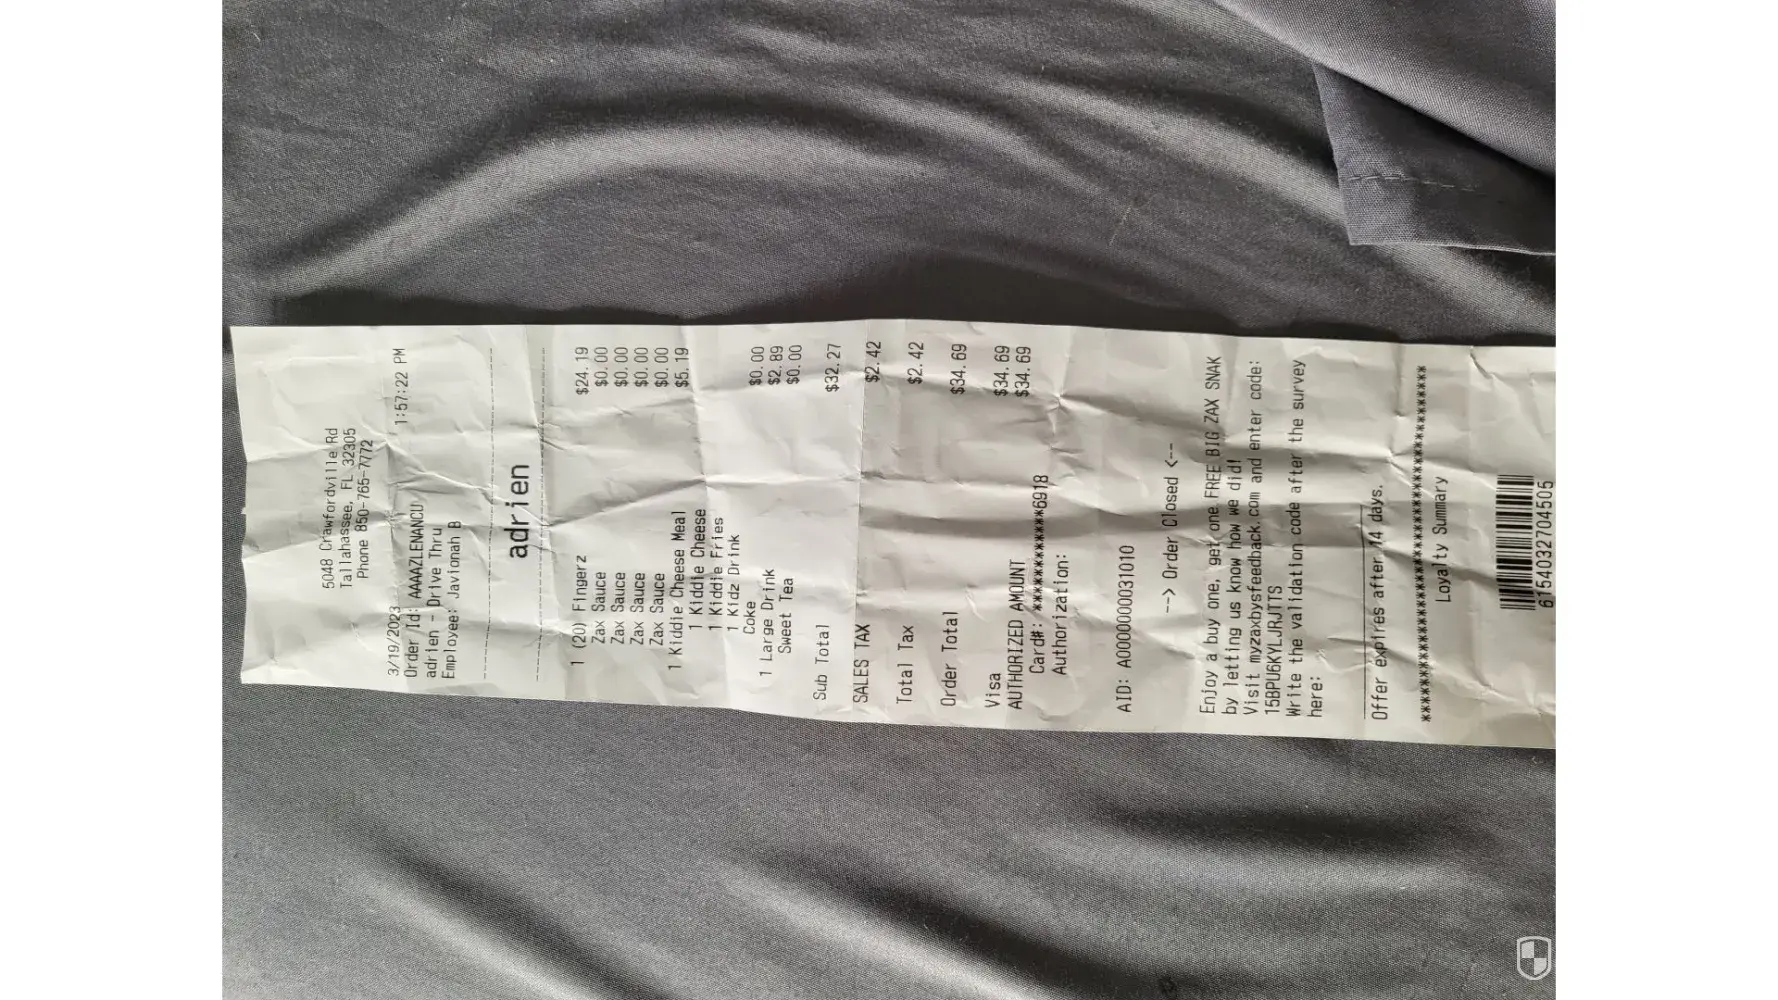 5048 Crawfordville Rd
Tallahassee, FL 32305
Phone 850-765-7772
3/19/2023 1:57:22 PM
Order Id: AAAAZLENANCU
adrien - Drive Thru
Employee: Javionah B
adrien
1 (20) Fingerz $24.19
Zax Sauce $0.00
Zax Sauce $0.00
Zax Sauce $0.00
Zax Sauce $0.00
1 Kiddie Cheese Meal $5.19
1 Kiddie Cheese
1 Kiddie Fries
1 Kidz Drink
Coke $0.00
1 Large Drink $2.89
Sweet Tea $0.00
Sub Total $32.27
SALES TAX $2.42
Total Tax $2.42
Order Total $34.69
Visa $34.69
AUTHORIZED AMOUNT $34.69
Card#: ************6918
Authorization:
AID: A0000000031010
--> Order Closed <--
Enjoy a buy one, get one FREE BIG ZAX SNAK
by letting us know how we did!
Visit myzaxbysfeedback.com and enter code:
15BPU6KYLJRJTTS
Write the validation code after the survey
here:
Offer expires after 14 days.
******************************************
Loyalty Summary
6154032704505